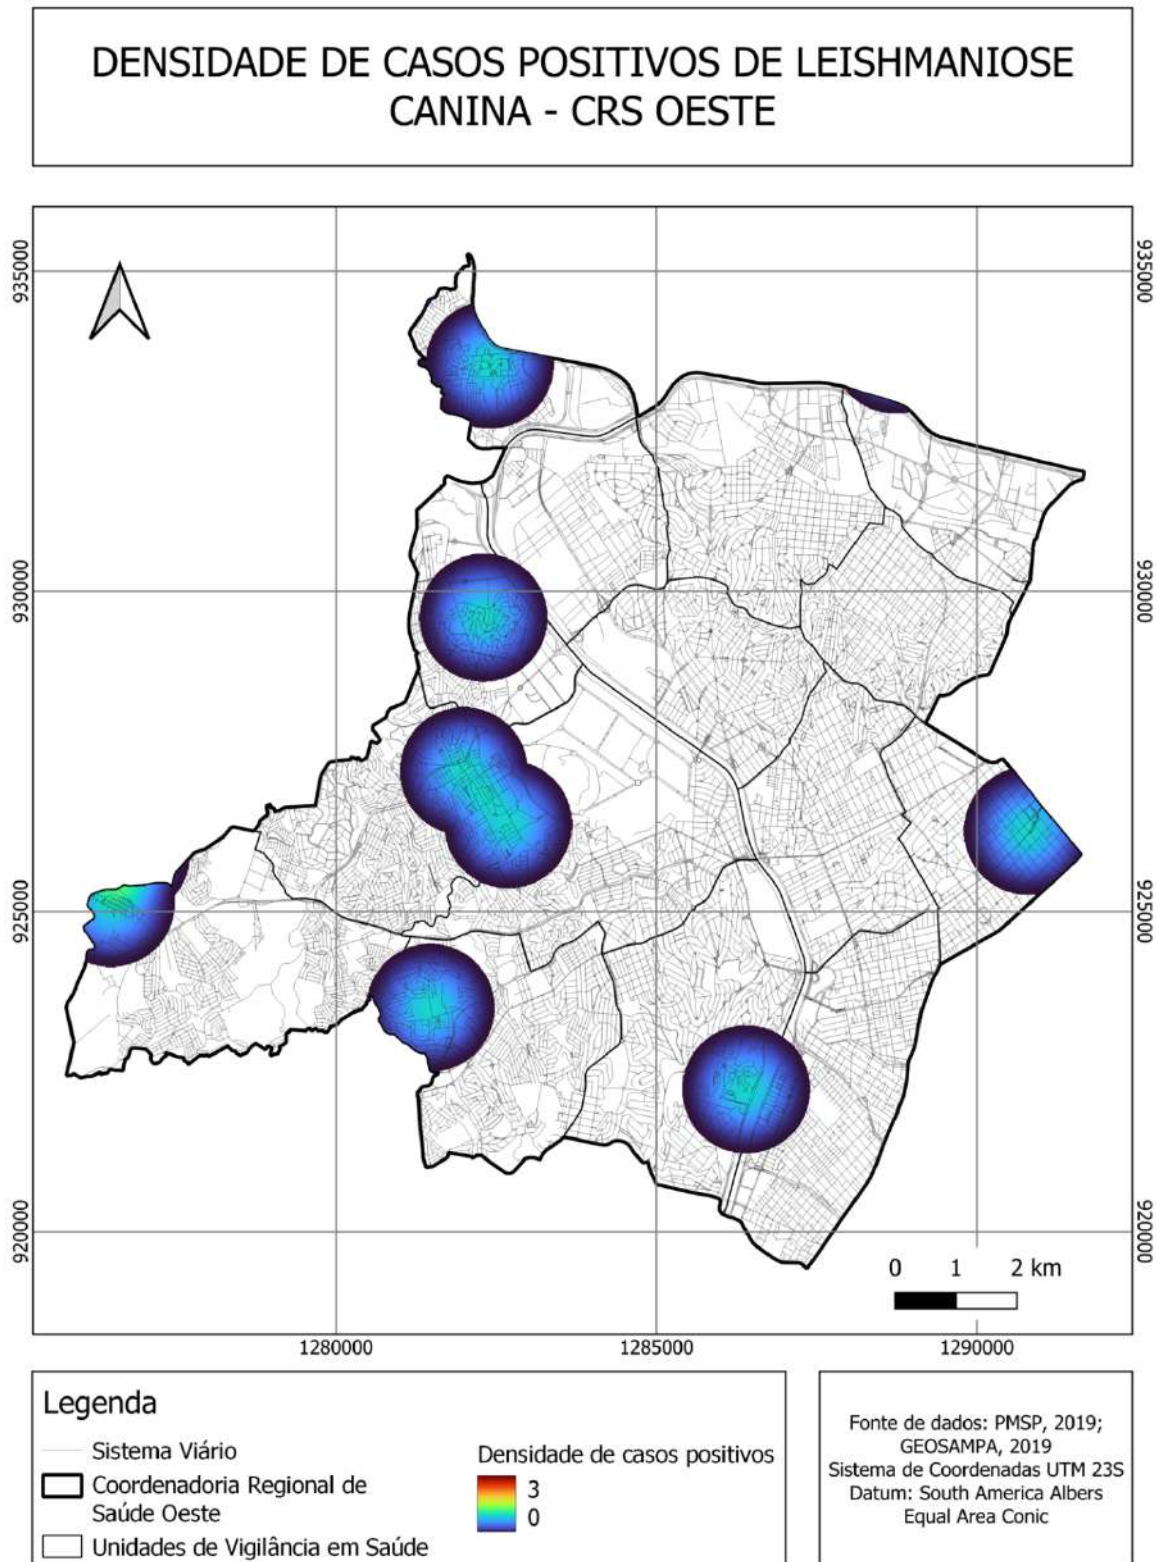 DENSIDADE DE CASOS POSITIVOS DE LEISHMANIOSE
CANINA - CRS OESTE
935000
935000
930000
930000
925000
925000
920000
920000
0 1 2 km
1280000 1285000 1290000
Legenda
Sistema Viário
Coordenadoria Regional de
Saúde Oeste
Unidades de Vigilância em Saúde
Densidade de casos positivos
3
0
Fonte de dados: PMSP, 2019;
GEOSAMPA, 2019
Sistema de Coordenadas UTM 23S
Datum: South America Albers
Equal Area Conic